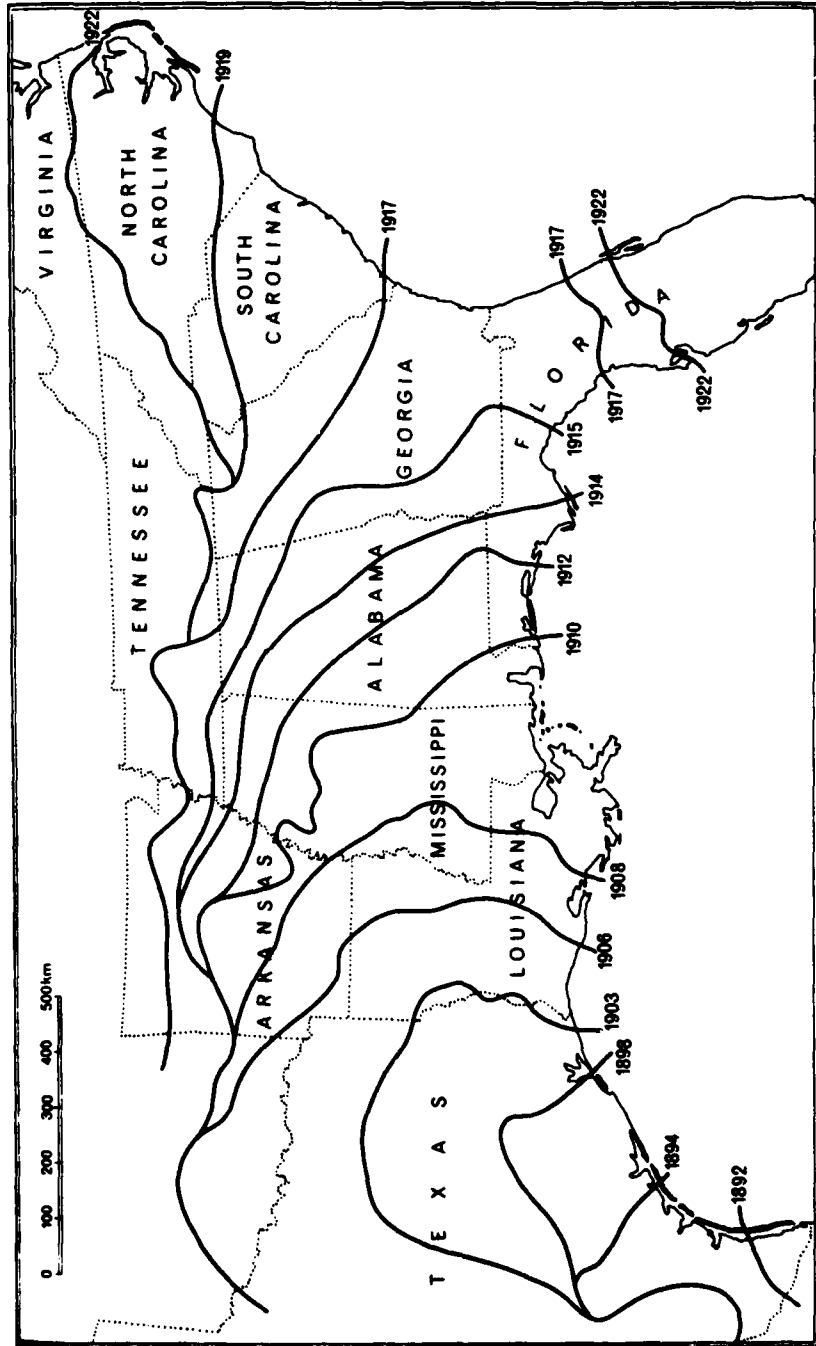 VIRGINIA
NORTH
CAROLINA
SOUTH
CAROLINA
TENNESSEE
GEORGIA
ALABAMA
FLORIDA
MISSISSIPPI
ARKANSAS
LOUISIANA
TEXAS
0 100 200 300 400 500km
1892
1894
1898
1903
1906
1908
1910
1912
1914
1915
1917
1922
1917
1922
1917
1919
1922